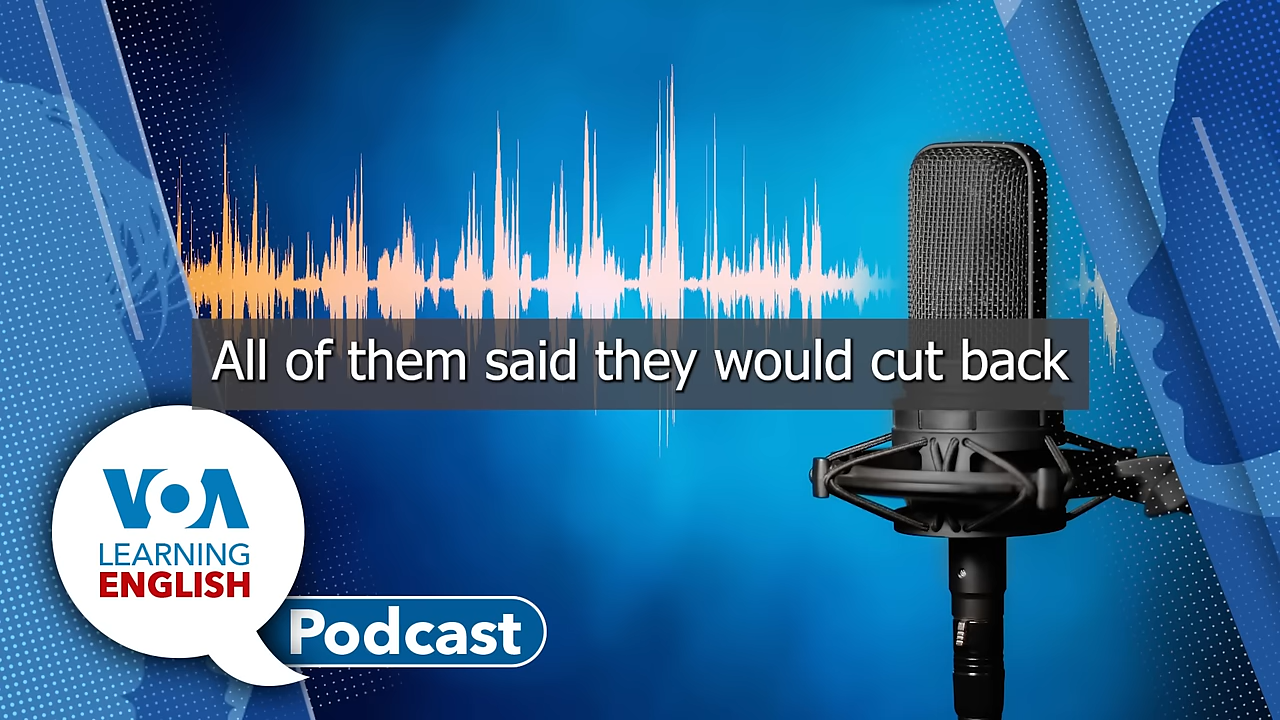 All of them said they would cut back
VOA
LEARNING
ENGLISH
Podcast